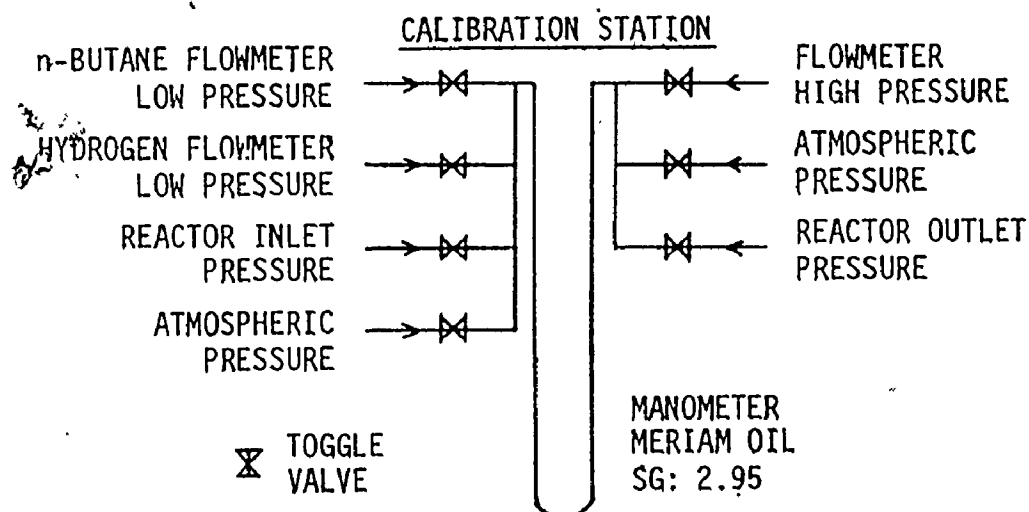 CALIBRATION STATION
n-BUTANE FLOWMETER
LOW PRESSURE
HYDROGEN FLOWMETER
LOW PRESSURE
REACTOR INLET
PRESSURE
ATMOSPHERIC
PRESSURE
FLOWMETER
HIGH PRESSURE
ATMOSPHERIC
PRESSURE
REACTOR OUTLET
PRESSURE
TOGGLE
VALVE
MANOMETER
MERIAM OIL
SG: 2.95